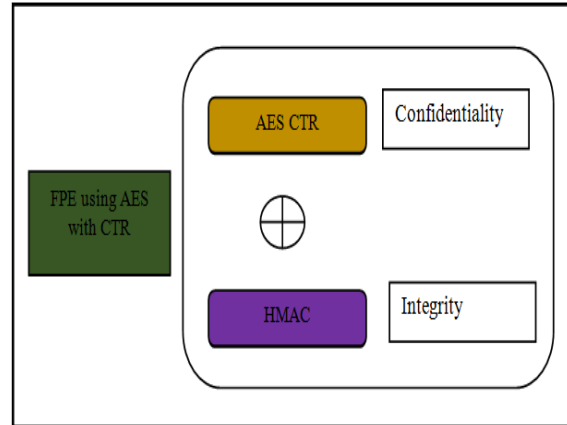 AES CTR
Confidentiality
FPE using AES
with CTR
HMAC
Integrity